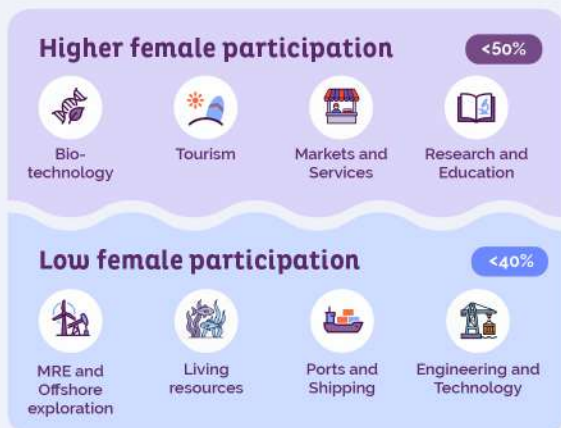 Higher female participation
<50%
Bio-
technology
Tourism
Markets and
Services
Research and
Education
Low female participation
<40%
MRE and
Offshore
exploration
Living
resources
Ports and
Shipping
Engineering and
Technology